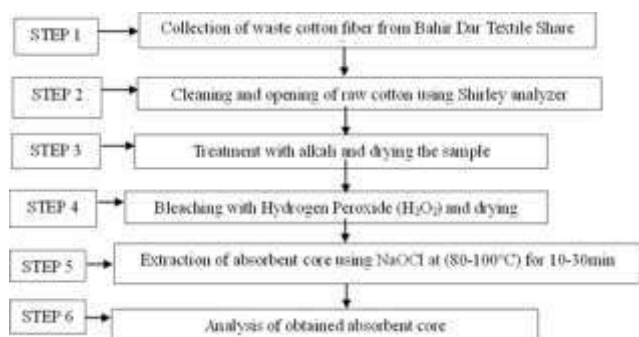 STEP 1
Collection of waste cotton fiber from Bahir Dar Textile Share
STEP 2
Cleaning and opening of raw cotton using Shirley analyzer
STEP 3
Treatment with alkali and drying the sample
STEP 4
Bleaching with Hydrogen Peroxide (H₂O₂) and drying
STEP 5
Extraction of absorbent core using NaOCl at (80-100°C) for 10-30min
STEP 6
Analysis of obtained absorbent core